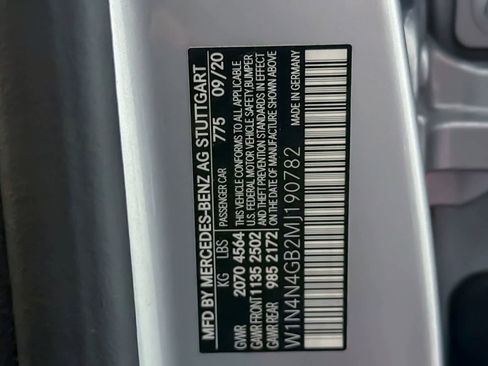 MFD BY MERCEDES-BENZ AG STUTTGART
KG LBS PASSENGER CAR 775 09/20
GVWR 2070 4564 THIS VEHICLE CONFORMS TO ALL APPLICABLE
GAWR FRONT 1135 2502 U.S. FEDERAL MOTOR VEHICLE SAFETY, BUMPER
AND THEFT PREVENTION STANDARDS IN EFFECT
GAWR REAR 985 2172 ON THE DATE OF MANUFACTURE SHOWN ABOVE
W1N4N4GB2MJ190782 MADE IN GERMANY